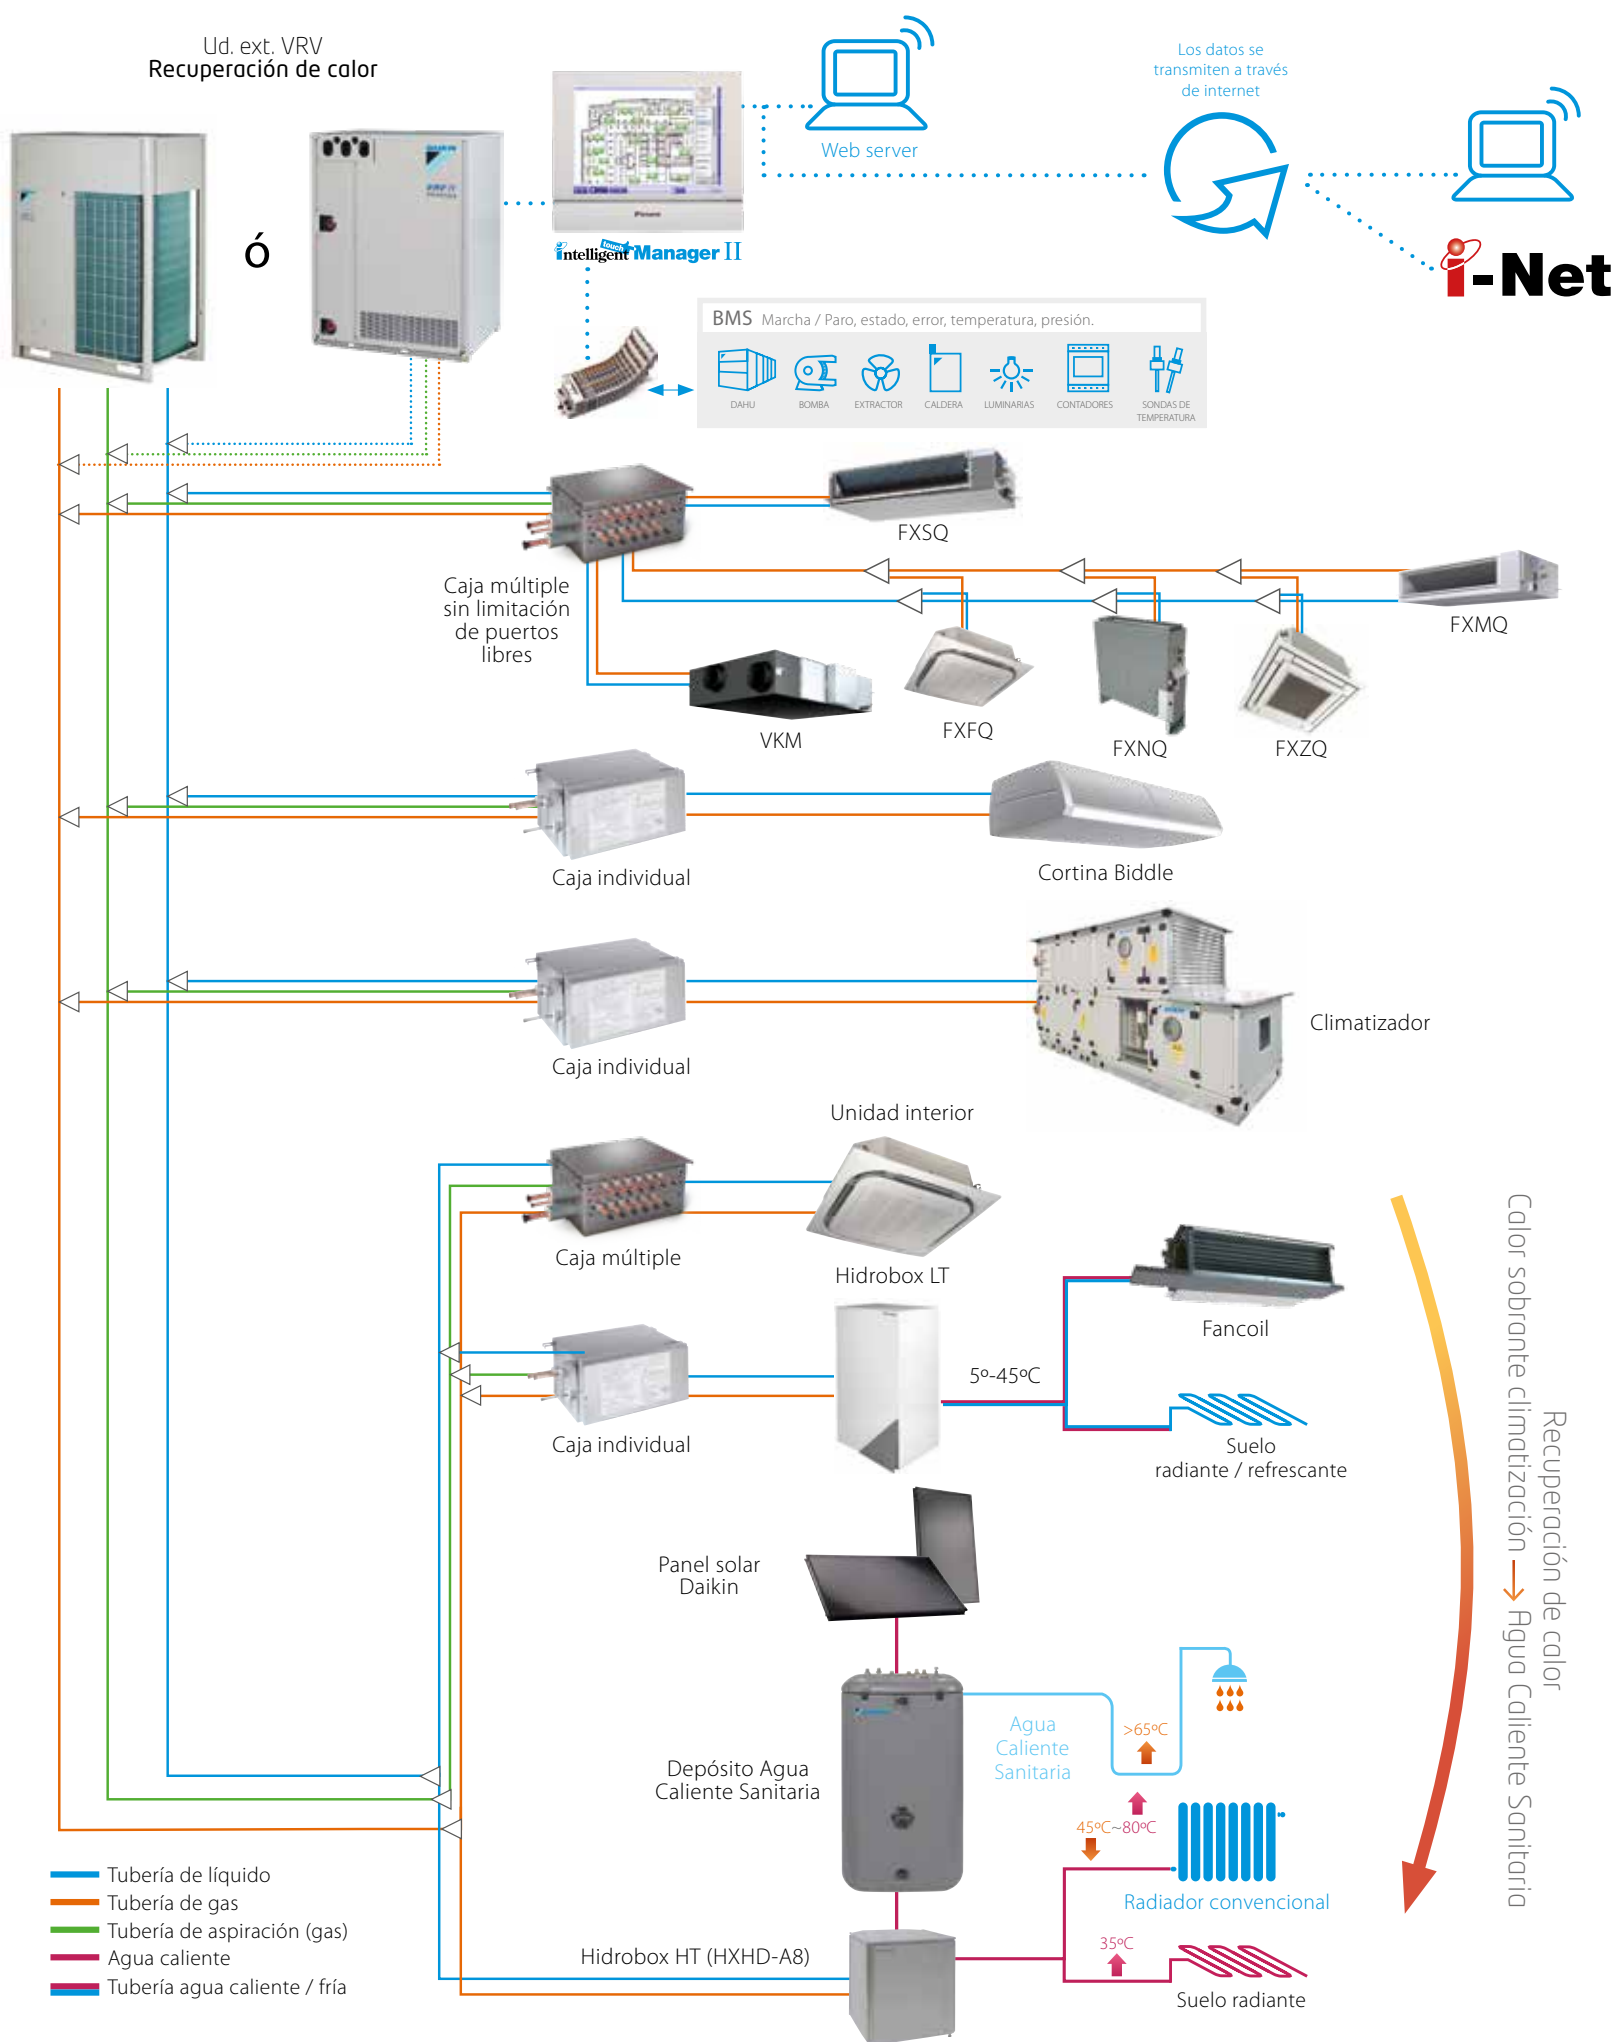 Ud. ext. VRV
Recuperación de calor
ó
DAIKIN
intelligent touch Manager II
Web server
Los datos se
transmiten a través
de internet
i-Net
BMS Marcha / Paro, estado, error, temperatura, presión.
DAHU
BOMBA
EXTRACTOR
CALDERA
LUMINARIAS
CONTADORES
SONDAS DE
TEMPERATURA
FXSQ
Caja múltiple
sin limitación
de puertos
libres
FXMQ
VKM
FXFQ
FXNQ
FXZQ
Caja individual
Cortina Biddle
Caja individual
Climatizador
Unidad interior
Caja múltiple
Hidrobox LT
Fancoil
5º-45ºC
Caja individual
Suelo
radiante / refrescante
Recuperación de calor
Calor sobrante climatización → Agua Caliente Sanitaria
Panel solar
Daikin
Agua
Caliente
Sanitaria
>65ºC
Depósito Agua
Caliente Sanitaria
45ºC~80ºC
Radiador convencional
Tubería de líquido
Tubería de gas
Tubería de aspiración (gas)
Agua caliente
Tubería agua caliente / fría
Hidrobox HT (HXHD-A8)
35ºC
Suelo radiante